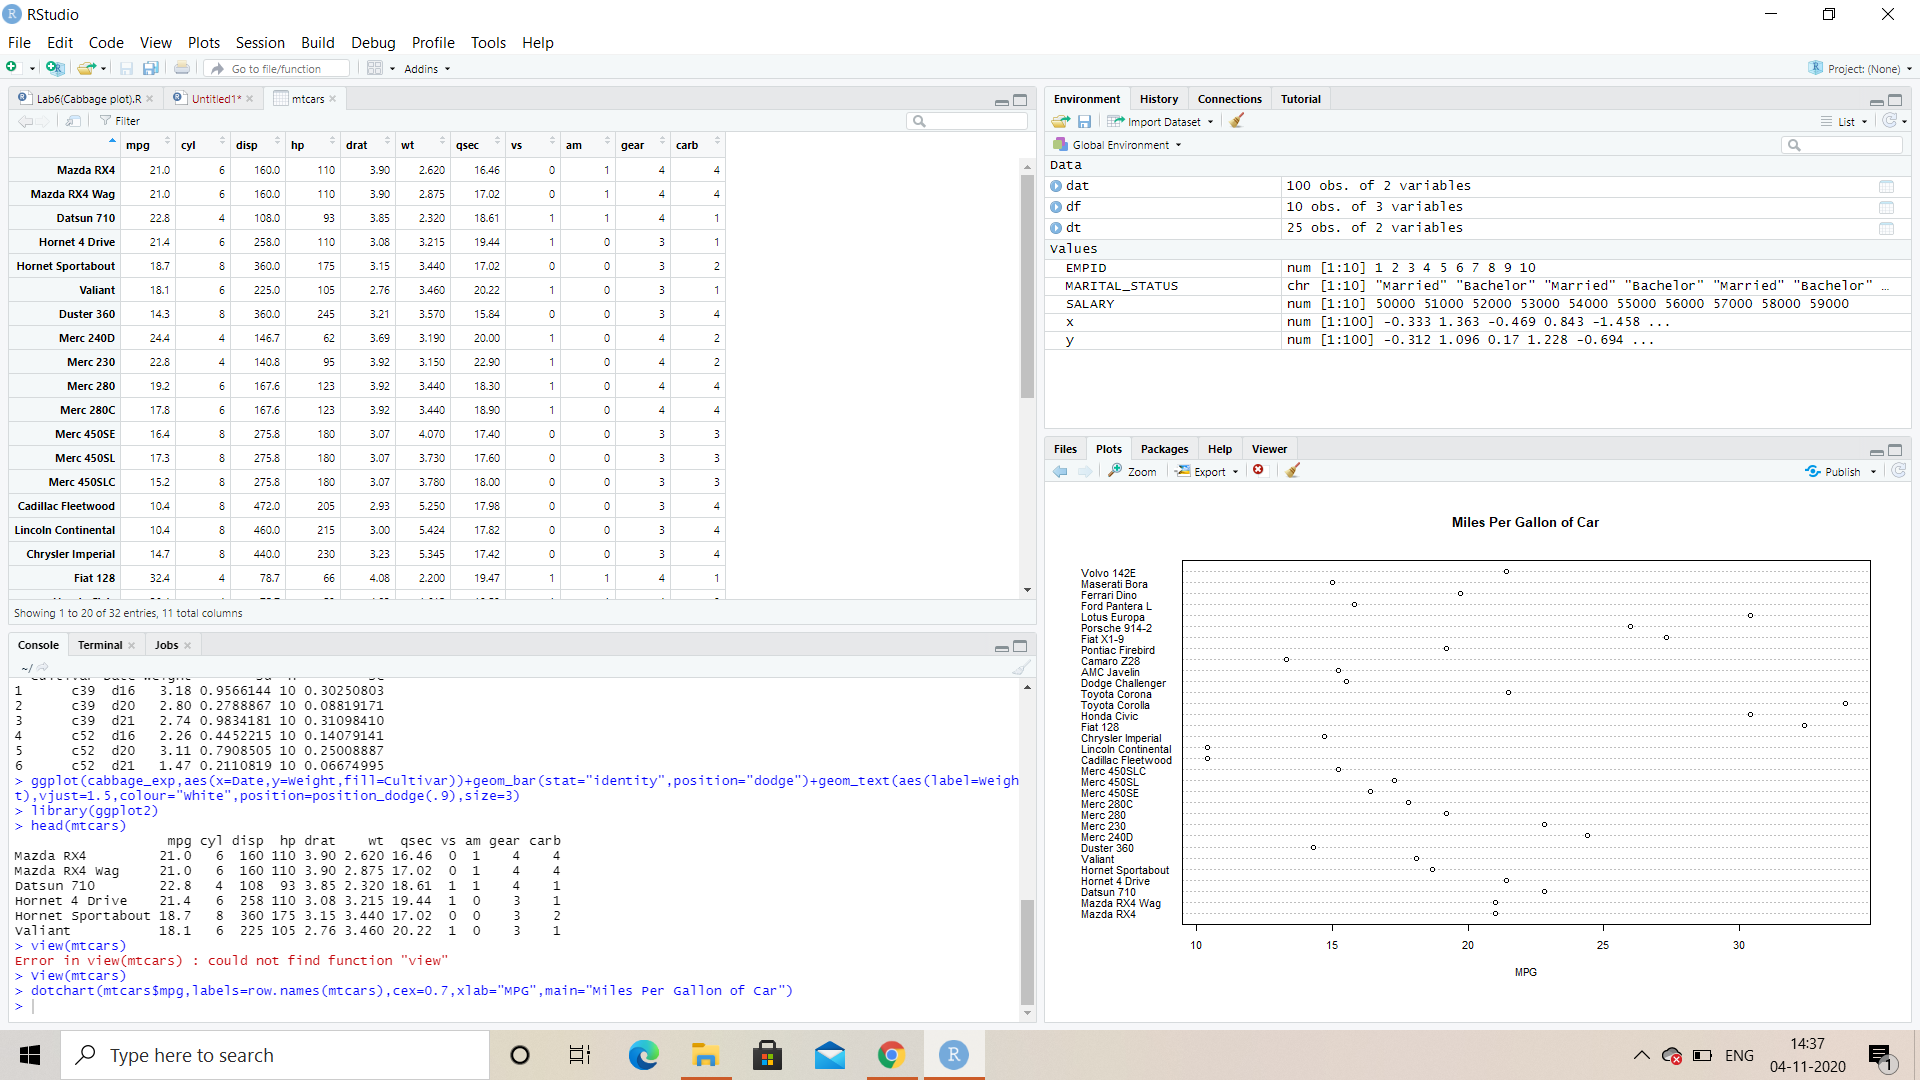 RStudio
File Edit Code View Plots Session Build Debug Profile Tools Help
Go to file/function Addins Project: (None)
Lab6(Cabbage plot).R Untitled1* mtcars
Filter
mpg cyl disp hp drat wt qsec vs am gear carb
Mazda RX4 21.0 6 160.0 110 3.90 2.620 16.46 0 1 4 4
Mazda RX4 Wag 21.0 6 160.0 110 3.90 2.875 17.02 0 1 4 4
Datsun 710 22.8 4 108.0 93 3.85 2.320 18.61 1 1 4 1
Hornet 4 Drive 21.4 6 258.0 110 3.08 3.215 19.44 1 0 3 1
Hornet Sportabout 18.7 8 360.0 175 3.15 3.440 17.02 0 0 3 2
Valiant 18.1 6 225.0 105 2.76 3.460 20.22 1 0 3 1
Duster 360 14.3 8 360.0 245 3.21 3.570 15.84 0 0 3 4
Merc 240D 24.4 4 146.7 62 3.69 3.190 20.00 1 0 4 2
Merc 230 22.8 4 140.8 95 3.92 3.150 22.90 1 0 4 2
Merc 280 19.2 6 167.6 123 3.92 3.440 18.30 1 0 4 4
Merc 280C 17.8 6 167.6 123 3.92 3.440 18.90 1 0 4 4
Merc 450SE 16.4 8 275.8 180 3.07 4.070 17.40 0 0 3 3
Merc 450SL 17.3 8 275.8 180 3.07 3.730 17.60 0 0 3 3
Merc 450SLC 15.2 8 275.8 180 3.07 3.780 18.00 0 0 3 3
Cadillac Fleetwood 10.4 8 472.0 205 2.93 5.250 17.98 0 0 3 4
Lincoln Continental 10.4 8 460.0 215 3.00 5.424 17.82 0 0 3 4
Chrysler Imperial 14.7 8 440.0 230 3.23 5.345 17.42 0 0 3 4
Fiat 128 32.4 4 78.7 66 4.08 2.200 19.47 1 1 4 1
Showing 1 to 20 of 32 entries, 11 total columns
Console Terminal Jobs
~/
1 c39 d16 3.18 0.9566144 10 0.30250803
2 c39 d20 2.80 0.2788867 10 0.08819171
3 c39 d21 2.74 0.9834181 10 0.31098410
4 c52 d16 2.26 0.4452215 10 0.14079141
5 c52 d20 3.11 0.7908505 10 0.25008887
6 c52 d21 1.47 0.2110819 10 0.06674995
> ggplot(cabbage_exp,aes(x=Date,y=Weight,fill=Cultivar))+geom_bar(stat="identity",position="dodge")+geom_text(aes(label=Weigh
t),vjust=1.5,colour="White",position=position_dodge(.9),size=3)
> library(ggplot2)
> head(mtcars)
mpg cyl disp hp drat wt qsec vs am gear carb
Mazda RX4 21.0 6 160 110 3.90 2.620 16.46 0 1 4 4
Mazda RX4 Wag 21.0 6 160 110 3.90 2.875 17.02 0 1 4 4
Datsun 710 22.8 4 108 93 3.85 2.320 18.61 1 1 4 1
Hornet 4 Drive 21.4 6 258 110 3.08 3.215 19.44 1 0 3 1
Hornet Sportabout 18.7 8 360 175 3.15 3.440 17.02 0 0 3 2
Valiant 18.1 6 225 105 2.76 3.460 20.22 1 0 3 1
> view(mtcars)
Error in view(mtcars) : could not find function "view"
> View(mtcars)
> dotchart(mtcars$mpg,labels=row.names(mtcars),cex=0.7,xlab="MPG",main="Miles Per Gallon of Car")
>
Environment History Connections Tutorial
Import Dataset List
Global Environment
Data
dat 100 obs. of 2 variables
df 10 obs. of 3 variables
dt 25 obs. of 2 variables
Values
EMPID num [1:10] 1 2 3 4 5 6 7 8 9 10
MARITAL_STATUS chr [1:10] "Married" "Bachelor" "Married" "Bachelor" "Married" "Bachelor" …
SALARY num [1:10] 50000 51000 52000 53000 54000 55000 56000 57000 58000 59000
x num [1:100] -0.333 1.363 -0.469 0.843 -1.458 ...
y num [1:100] -0.312 1.096 0.17 1.228 -0.694 ...
Files Plots Packages Help Viewer
Zoom Export Publish
Miles Per Gallon of Car
Volvo 142E
Maserati Bora
Ferrari Dino
Ford Pantera L
Lotus Europa
Porsche 914-2
Fiat X1-9
Pontiac Firebird
Camaro Z28
AMC Javelin
Dodge Challenger
Toyota Corona
Toyota Corolla
Honda Civic
Fiat 128
Chrysler Imperial
Lincoln Continental
Cadillac Fleetwood
Merc 450SLC
Merc 450SL
Merc 450SE
Merc 280C
Merc 280
Merc 230
Merc 240D
Duster 360
Valiant
Hornet Sportabout
Hornet 4 Drive
Datsun 710
Mazda RX4 Wag
Mazda RX4
10 15 20 25 30
MPG
Type here to search
ENG
14:37
04-11-2020
1